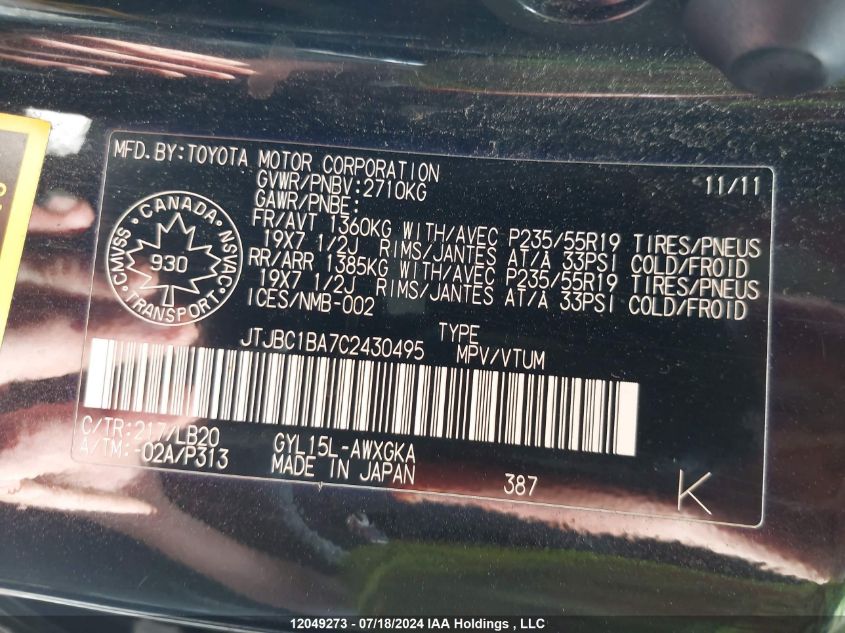 MFD.BY:TOYOTA MOTOR CORPORATION 11/11
GVWR/PNBV:2710KG
GAWR/PNBE:
FR/AVT 1360KG WITH/AVEC P235/55R19 TIRES/PNEUS
19X7 1/2J RIMS/JANTES AT/A 33PSI COLD/FROID
RR/ARR 1385KG WITH/AVEC P235/55R19 TIRES/PNEUS
19X7 1/2J RIMS/JANTES AT/A 33PSI COLD/FROID
ICES/NMB-002
CANADA
CMVSS 930 NSVAC
TRANSPORT
JTJBC1BA7C2430495 TYPE
MPV/VTUM
C/TR:217/LB20 GYL15L-AWXGKA
A/TM:-02A/P313 MADE IN JAPAN 387 K
12049273 - 07/18/2024 IAA Holdings , LLC